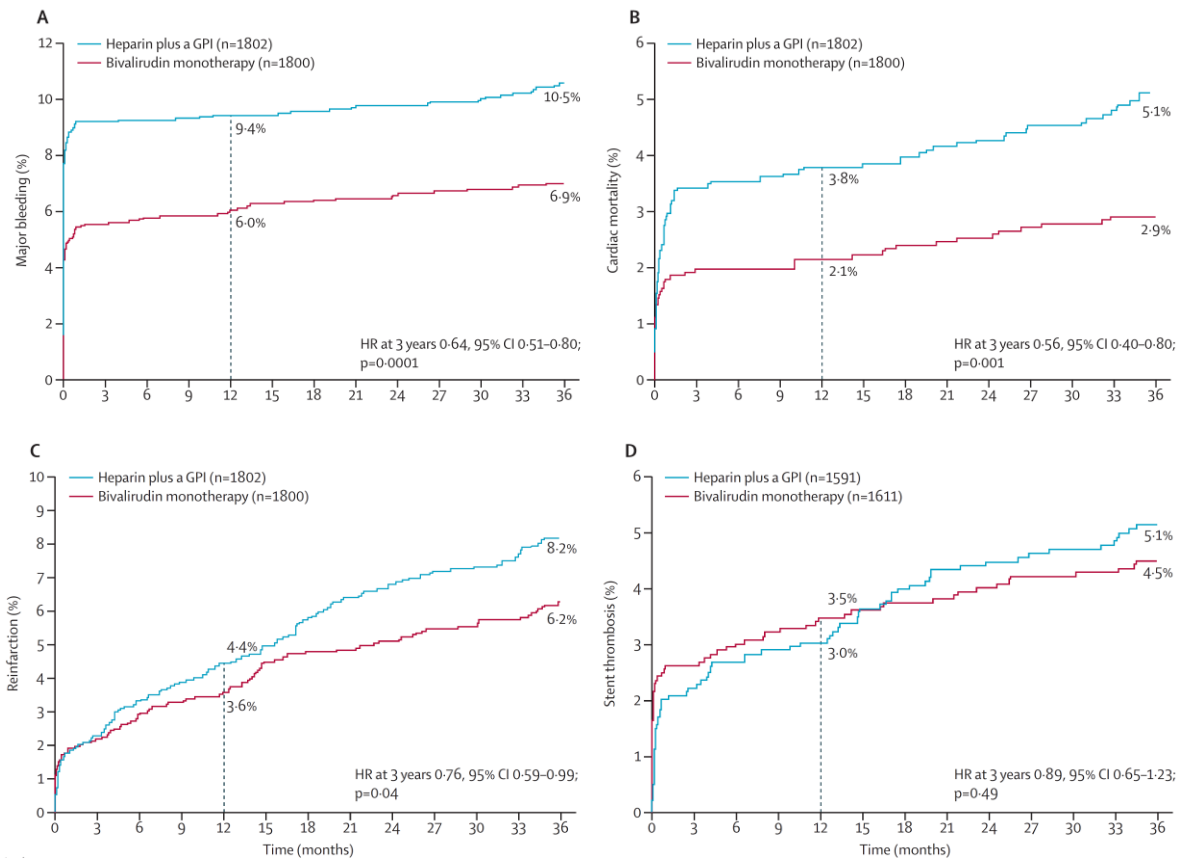 A
Heparin plus a GPI (n=1802)
Bivalirudin monotherapy (n=1800)
Major bleeding (%)
12
10
8
6
4
2
0
10·5%
9·4%
6·9%
6·0%
HR at 3 years 0·64, 95% CI 0·51–0·80;
p=0·0001
0 3 6 9 12 15 18 21 24 27 30 33 36
B
Heparin plus a GPI (n=1802)
Bivalirudin monotherapy (n=1800)
Cardiac mortality (%)
6
5
4
3
2
1
0
5·1%
3·8%
2·9%
2·1%
HR at 3 years 0·56, 95% CI 0·40–0·80;
p=0·001
0 3 6 9 12 15 18 21 24 27 30 33 36
C
Heparin plus a GPI (n=1802)
Bivalirudin monotherapy (n=1800)
Reinfarction (%)
10
9
8
7
6
5
4
3
2
1
0
8·2%
6·2%
4·4%
3·6%
HR at 3 years 0·76, 95% CI 0·59–0·99;
p=0·04
0 3 6 9 12 15 18 21 24 27 30 33 36
Time (months)
D
Heparin plus a GPI (n=1591)
Bivalirudin monotherapy (n=1611)
Stent thrombosis (%)
6
5
4
3
2
1
0
5·1%
4·5%
3·5%
3·0%
HR at 3 years 0·89, 95% CI 0·65–1·23;
p=0·49
0 3 6 9 12 15 18 21 24 27 30 33 36
Time (months)